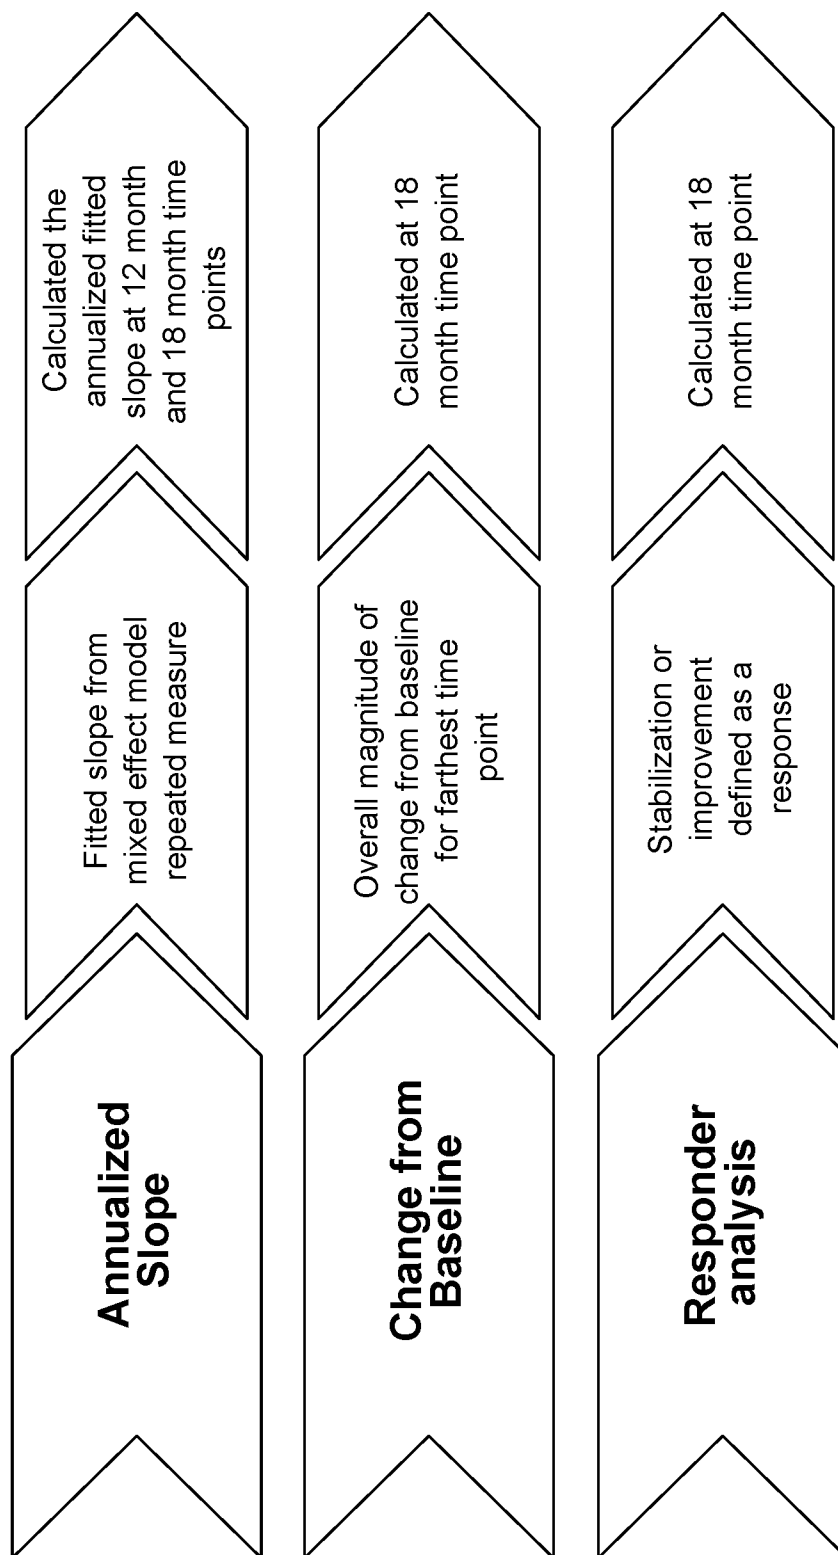 Annualized
Slope
Fitted slope from
mixed effect model
repeated measure
Calculated the
annualized fitted
slope at 12 month
and 18 month time
points
Change from
Baseline
Overall magnitude of
change from baseline
for farthest time
point
Calculated at 18
month time point
Responder
analysis
Stabilization or
improvement
defined as a
response
Calculated at 18
month time point